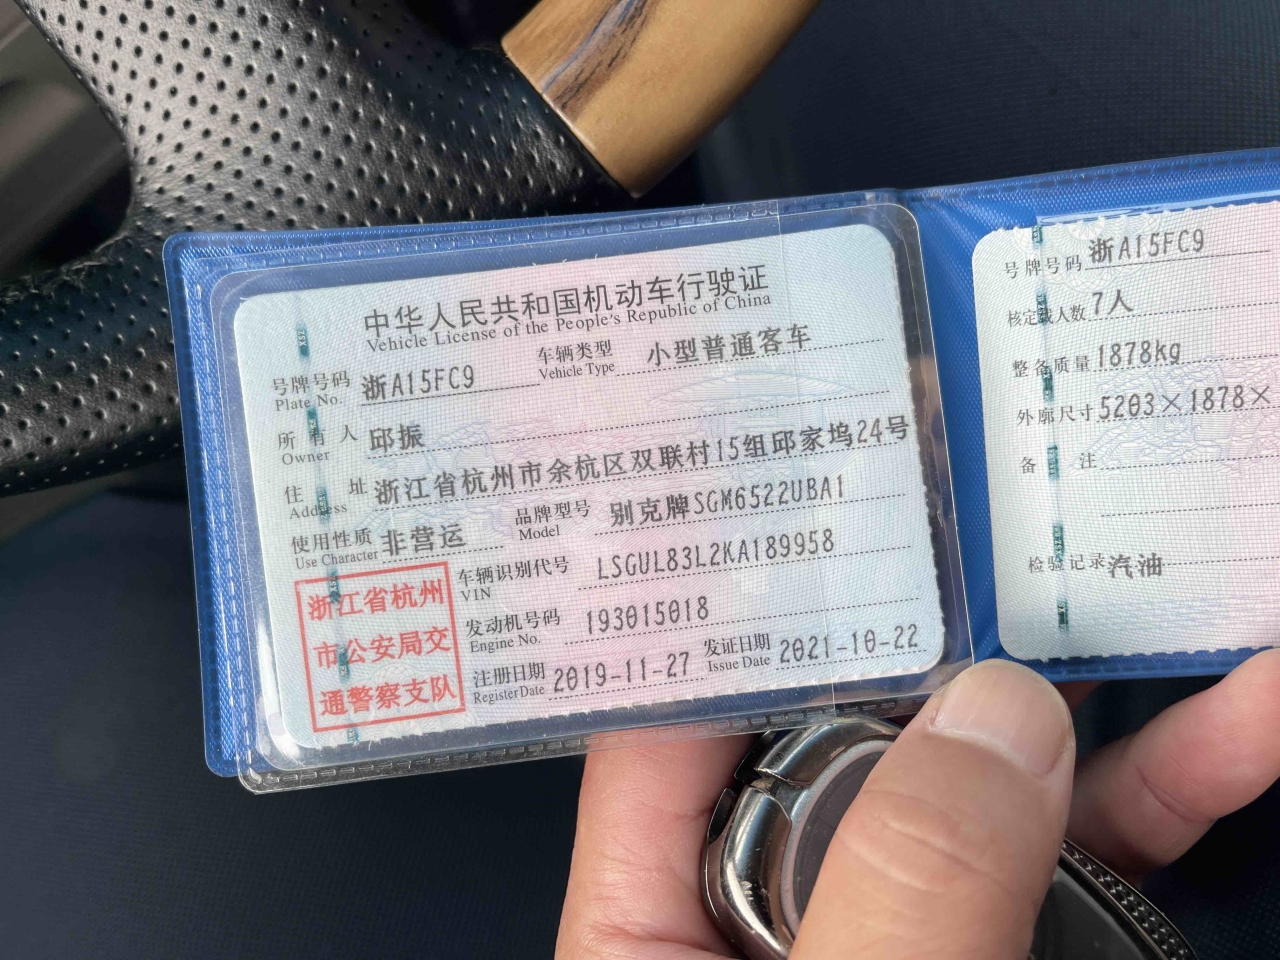 中华人民共和国机动车行驶证
Vehicle License of the People's Republic of China
号牌号码 浙A15FC9 车辆类型 小型普通客车
Plate No. Vehicle Type
所有人 邱振
Owner
住址 浙江省杭州市余杭区双联村15组邱家坞24号
Address
使用性质 非营运 品牌型号 别克牌SGM6522UBA1
Use Character Model
车辆识别代号 LSGUL83L2KA189958
VIN
发动机号码 193015018
Engine No.
注册日期 2019-11-27 发证日期 2021-10-22
Register Date Issue Date
浙江省杭州
市公安局交
通警察支队
号牌号码 浙A15FC9
核定载人数 7人
整备质量 1878kg
外廓尺寸 5203×1878×
备注
检验记录 汽油